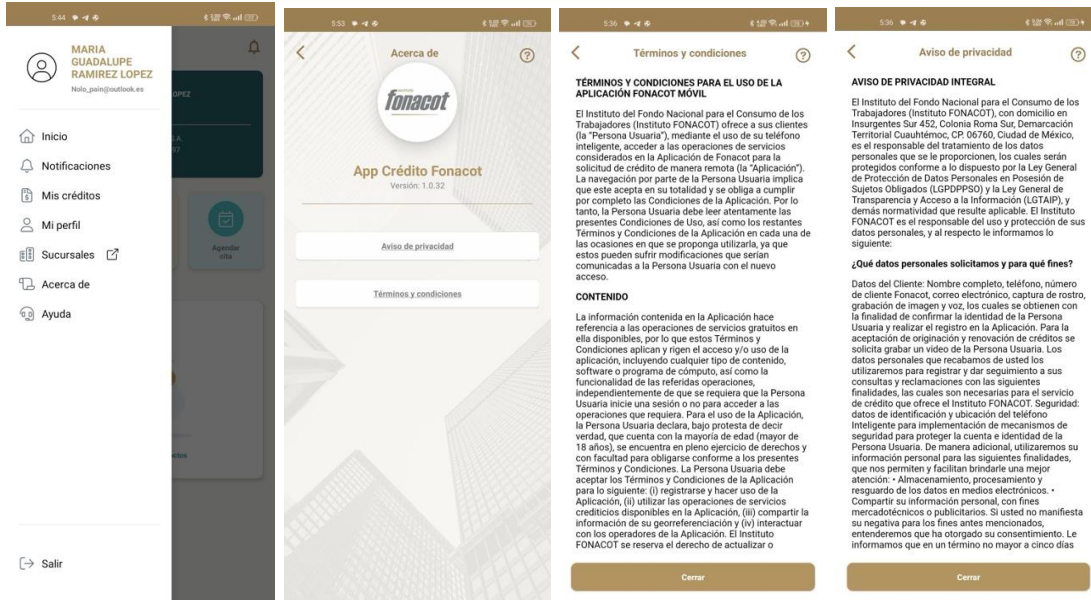 5:44
MARIA
GUADALUPE
RAMIREZ LOPEZ
Nolo_pain@outlook.es
Inicio
Notificaciones
Mis créditos
Mi perfil
Sucursales
Acerca de
Ayuda
Salir
OPEZ
S.A.
67
Agendar
cita
5:53
Acerca de
fonacot
App Crédito Fonacot
Versión: 1.0.32
Aviso de privacidad
Términos y condiciones
5:36
Términos y condiciones
TÉRMINOS Y CONDICIONES PARA EL USO DE LA
APLICACIÓN FONACOT MÓVIL
El Instituto del Fondo Nacional para el Consumo de los
Trabajadores (Instituto FONACOT) ofrece a sus clientes
(la "Persona Usuaria"), mediante el uso de su teléfono
inteligente, acceder a las operaciones de servicios
considerados en la Aplicación de Fonacot para la
solicitud de crédito de manera remota (la "Aplicación").
La navegación por parte de la Persona Usuaria implica
que este acepta en su totalidad y se obliga a cumplir
por completo las Condiciones de la Aplicación. Por lo
tanto, la Persona Usuaria debe leer atentamente las
presentes Condiciones de Uso, así como los restantes
Términos y Condiciones de la Aplicación en cada una de
las ocasiones en que se proponga utilizarla, ya que
estos pueden sufrir modificaciones que serían
comunicadas a la Persona Usuaria con el nuevo
acceso.
CONTENIDO
La información contenida en la Aplicación hace
referencia a las operaciones de servicios gratuitos en
ella disponibles, por lo que estos Términos y
Condiciones aplican y rigen el acceso y/o uso de la
aplicación, incluyendo cualquier tipo de contenido,
software o programa de cómputo, así como la
funcionalidad de las referidas operaciones,
independientemente de que se requiera que la Persona
Usuaria inicie una sesión o no para acceder a las
operaciones que requiera. Para el uso de la Aplicación,
la Persona Usuaria declara, bajo protesta de decir
verdad, que cuenta con la mayoría de edad (mayor de
18 años), se encuentra en pleno ejercicio de derechos y
con facultad para obligarse conforme a los presentes
Términos y Condiciones. La Persona Usuaria debe
aceptar los Términos y Condiciones de la Aplicación
para lo siguiente: (i) registrarse y hacer uso de la
Aplicación, (ii) utilizar las operaciones de servicios
crediticios disponibles en la Aplicación, (iii) compartir la
información de su georreferenciación y (iv) interactuar
con los operadores de la Aplicación. El Instituto
FONACOT se reserva el derecho de actualizar o
Cerrar
5:36
Aviso de privacidad
AVISO DE PRIVACIDAD INTEGRAL
El Instituto del Fondo Nacional para el Consumo de los
Trabajadores (Instituto FONACOT), con domicilio en
Insurgentes Sur 452, Colonia Roma Sur, Demarcación
Territorial Cuauhtémoc, CP. 06760, Ciudad de México,
es el responsable del tratamiento de los datos
personales que se le proporcionen, los cuales serán
protegidos conforme a lo dispuesto por la Ley General
de Protección de Datos Personales en Posesión de
Sujetos Obligados (LGPDPPSO) y la Ley General de
Transparencia y Acceso a la Información (LGTAIP), y
demás normatividad que resulte aplicable. El Instituto
FONACOT es el responsable del uso y protección de sus
datos personales, y al respecto le informamos lo
siguiente:
¿Qué datos personales solicitamos y para qué fines?
Datos del Cliente: Nombre completo, teléfono, número
de cliente Fonacot, correo electrónico, captura de rostro,
grabación de imagen y voz, los cuales se obtienen con
la finalidad de confirmar la identidad de la Persona
Usuaria y realizar el registro en la Aplicación. Para la
aceptación de originación y renovación de créditos se
solicita grabar un video de la Persona Usuaria. Los
datos personales que recabamos de usted los
utilizaremos para registrar y dar seguimiento a sus
consultas y reclamaciones con las siguientes
finalidades, las cuales son necesarias para el servicio
de crédito que ofrece el Instituto FONACOT. Seguridad:
datos de identificación y ubicación del teléfono
Inteligente para implementación de mecanismos de
seguridad para proteger la cuenta e identidad de la
Persona Usuaria. De manera adicional, utilizaremos su
información personal para las siguientes finalidades,
que nos permiten y facilitan brindarle una mejor
atención: • Almacenamiento, procesamiento y
resguardo de los datos en medios electrónicos. •
Compartir su información personal, con fines
mercadotécnicos o publicitarios. Si usted no manifiesta
su negativa para los fines antes mencionados,
entenderemos que ha otorgado su consentimiento. Le
informamos que en un término no mayor a cinco días
Cerrar